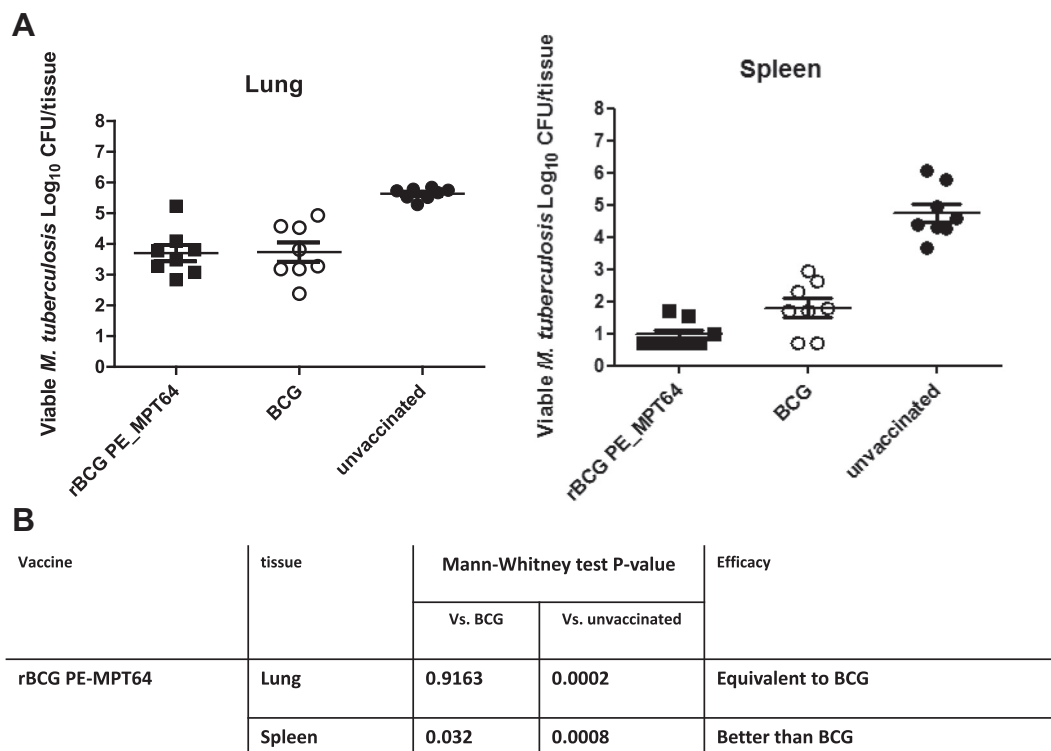 A
Lung
Viable M. tuberculosis Log10 CFU/tissue
8
7
6
5
4
3
2
1
0
rBCG PE_MPT64
BCG
unvaccinated
Spleen
Viable M. tuberculosis Log10 CFU/tissue
8
7
6
5
4
3
2
1
0
rBCG PE_MPT64
BCG
unvaccinated
B
Vaccine tissue Mann-Whitney test P-value Efficacy
Vs. BCG Vs. unvaccinated
rBCG PE-MPT64 Lung 0.9163 0.0002 Equivalent to BCG
Spleen 0.032 0.0008 Better than BCG